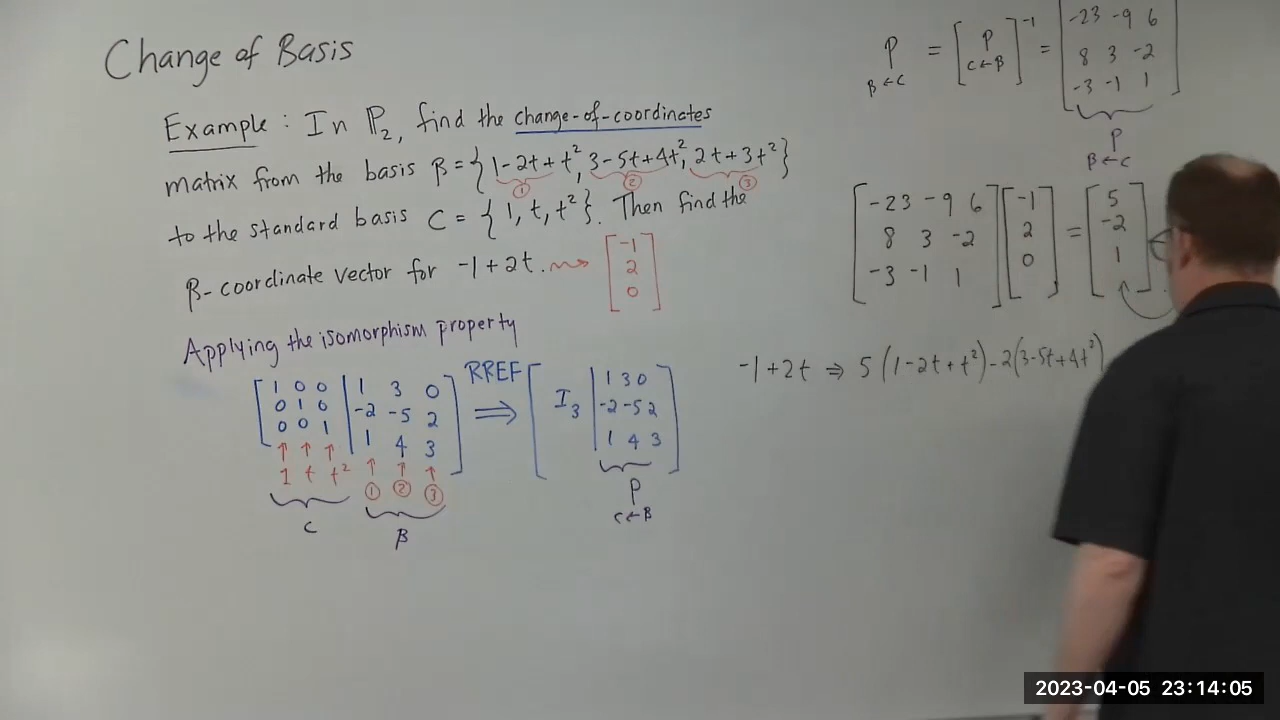 Change of Basis
Example: In ℙ₂, find the change-of-coordinates
matrix from the basis β = { 1-2t+t², 3-5t+4t², 2t+3t² }
① ② ③
to the standard basis C = { 1, t, t² }. Then find the
β-coordinate vector for -1+2t. ⇝ [ -1
2
0 ]
Applying the isomorphism property
[ 1 0 0 | 1 3 0
0 1 0 | -2 -5 2
0 0 1 | 1 4 3 ]
↑ ↑ ↑ ↑ ↑ ↑
1 t t² ① ② ③
C β
RREF
⟹
[ I₃ | 1 3 0
-2 -5 2
1 4 3 ]
P
C←β
P = [ P ]⁻¹ = [ -23 -9 6
β←C C←β 8 3 -2
-3 -1 1 ]
P
β←C
[ -23 -9 6 ] [ -1 ] = [ 5 ]
8 3 -2 2 -2
-3 -1 1 0 1
-1+2t ⇒ 5(1-2t+t²)-2(3-5t+4t²)
2023-04-05 23:14:05